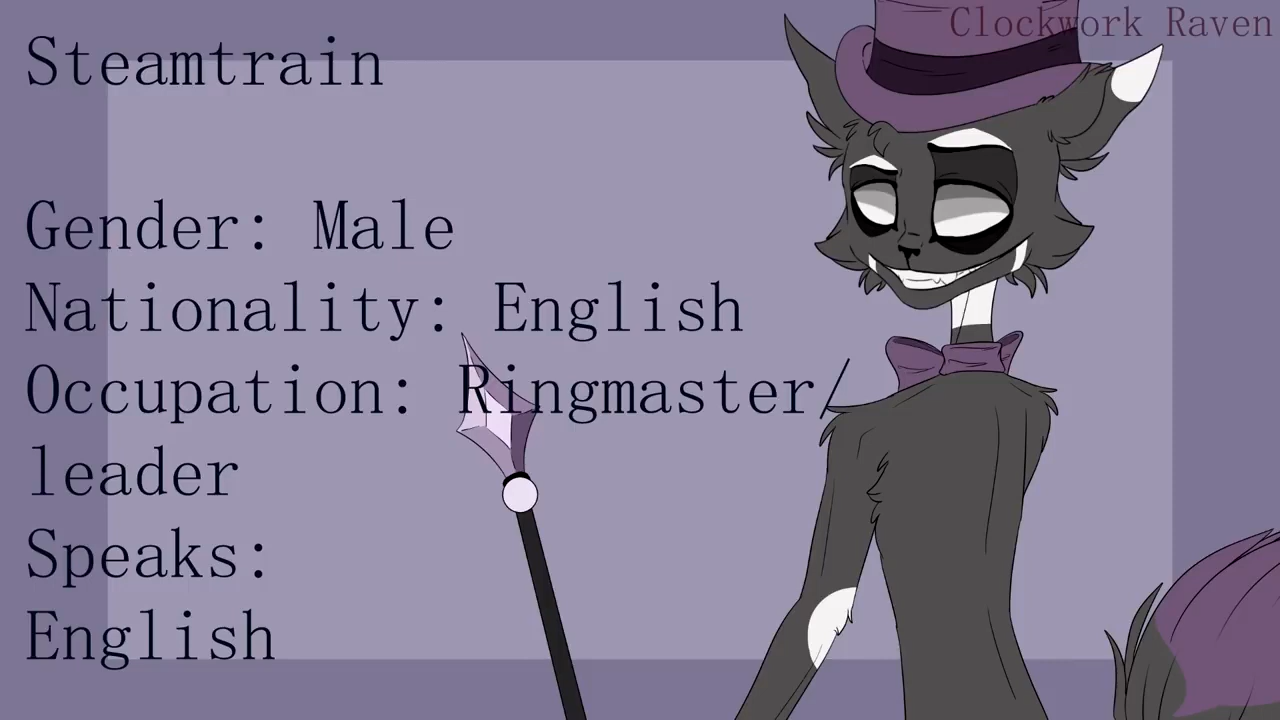 Clockwork Raven
Steamtrain
Gender: Male
Nationality: English
Occupation: Ringmaster/
leader
Speaks:
English